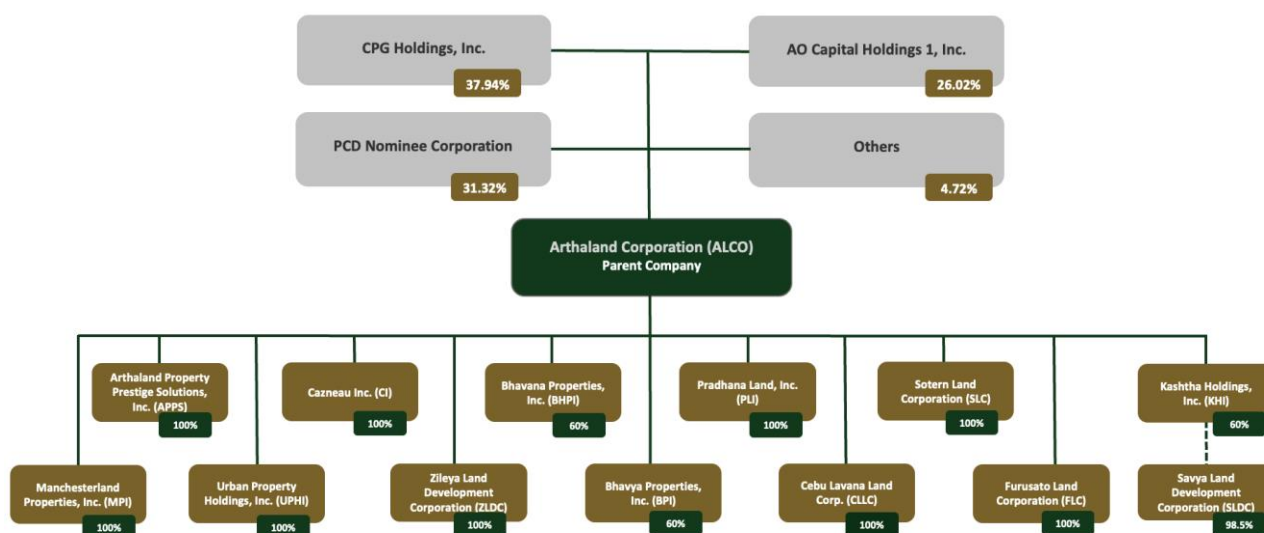 CPG Holdings, Inc.
37.94%
AO Capital Holdings 1, Inc.
26.02%
PCD Nominee Corporation
31.32%
Others
4.72%
Arthaland Corporation (ALCO)
Parent Company
Arthaland Property
Prestige Solutions,
Inc. (APPS)
100%
Cazneau Inc. (CI)
100%
Bhavana Properties,
Inc. (BHPI)
60%
Pradhana Land, Inc.
(PLI)
100%
Sotern Land
Corporation (SLC)
100%
Kashtha Holdings,
Inc. (KHI)
60%
Manchesterland
Properties, Inc. (MPI)
100%
Urban Property
Holdings, Inc. (UPHI)
100%
Zileya Land
Development
Corporation (ZLDC)
100%
Bhavya Properties,
Inc. (BPI)
60%
Cebu Lavana Land
Corp. (CLLC)
100%
Furusato Land
Corporation (FLC)
100%
Savya Land
Development
Corporation (SLDC)
98.5%